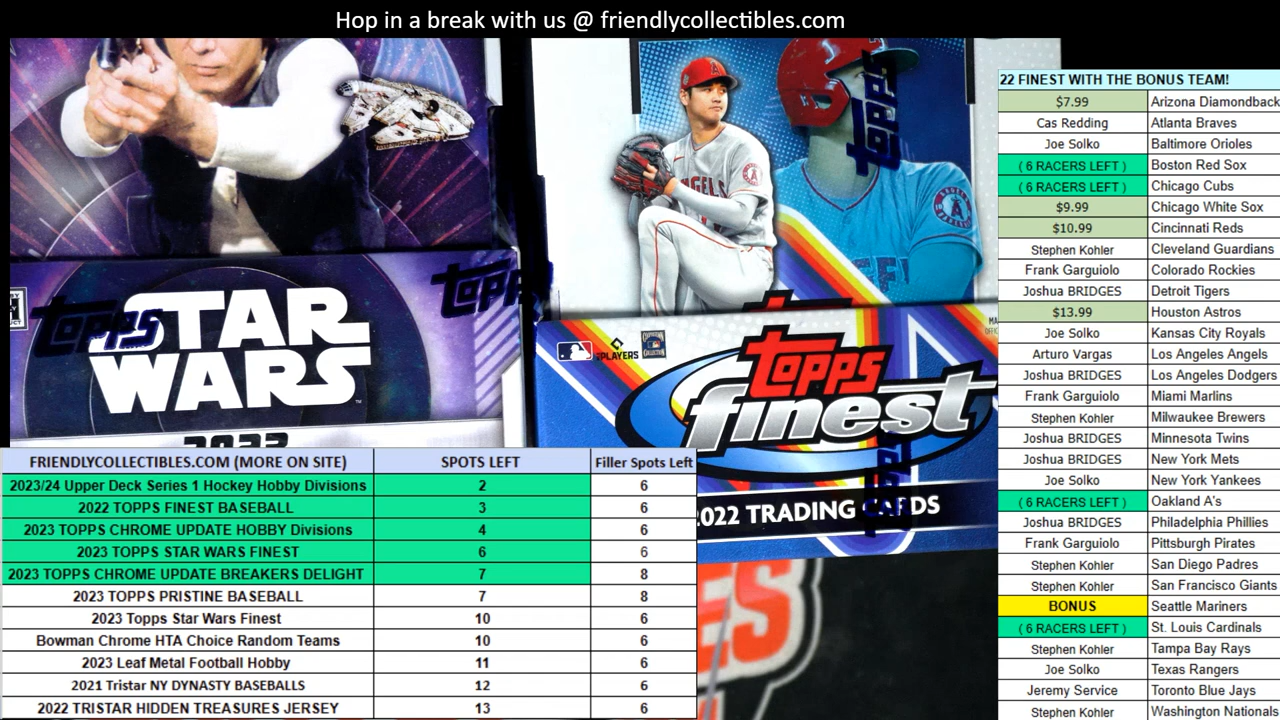 Hop in a break with us @ friendlycollectibles.com
STAR
WARS
TM
topps
topps
topps
ANGELS
A
PLAYERS
topps
finest
2022 TRADING CARDS
topps
2023
22 FINEST WITH THE BONUS TEAM!
$7.99 Arizona Diamondback
Cas Redding Atlanta Braves
Joe Solko Baltimore Orioles
( 6 RACERS LEFT ) Boston Red Sox
( 6 RACERS LEFT ) Chicago Cubs
$9.99 Chicago White Sox
$10.99 Cincinnati Reds
Stephen Kohler Cleveland Guardians
Frank Garguiolo Colorado Rockies
Joshua BRIDGES Detroit Tigers
$13.99 Houston Astros
Joe Solko Kansas City Royals
Arturo Vargas Los Angeles Angels
Joshua BRIDGES Los Angeles Dodgers
Frank Garguiolo Miami Marlins
Stephen Kohler Milwaukee Brewers
Joshua BRIDGES Minnesota Twins
Joshua BRIDGES New York Mets
Joe Solko New York Yankees
( 6 RACERS LEFT ) Oakland A's
Joshua BRIDGES Philadelphia Phillies
Frank Garguiolo Pittsburgh Pirates
Stephen Kohler San Diego Padres
Stephen Kohler San Francisco Giants
BONUS Seattle Mariners
( 6 RACERS LEFT ) St. Louis Cardinals
Stephen Kohler Tampa Bay Rays
Joe Solko Texas Rangers
Jeremy Service Toronto Blue Jays
Stephen Kohler Washington Nationals
FRIENDLYCOLLECTIBLES.COM (MORE ON SITE) SPOTS LEFT Filler Spots Left
2023/24 Upper Deck Series 1 Hockey Hobby Divisions 2 6
2022 TOPPS FINEST BASEBALL 3 6
2023 TOPPS CHROME UPDATE HOBBY Divisions 4 6
2023 TOPPS STAR WARS FINEST 6 6
2023 TOPPS CHROME UPDATE BREAKERS DELIGHT 7 8
2023 TOPPS PRISTINE BASEBALL 7 8
2023 Topps Star Wars Finest 10 6
Bowman Chrome HTA Choice Random Teams 10 6
2023 Leaf Metal Football Hobby 11 6
2021 Tristar NY DYNASTY BASEBALLS 12 6
2022 TRISTAR HIDDEN TREASURES JERSEY 13 6